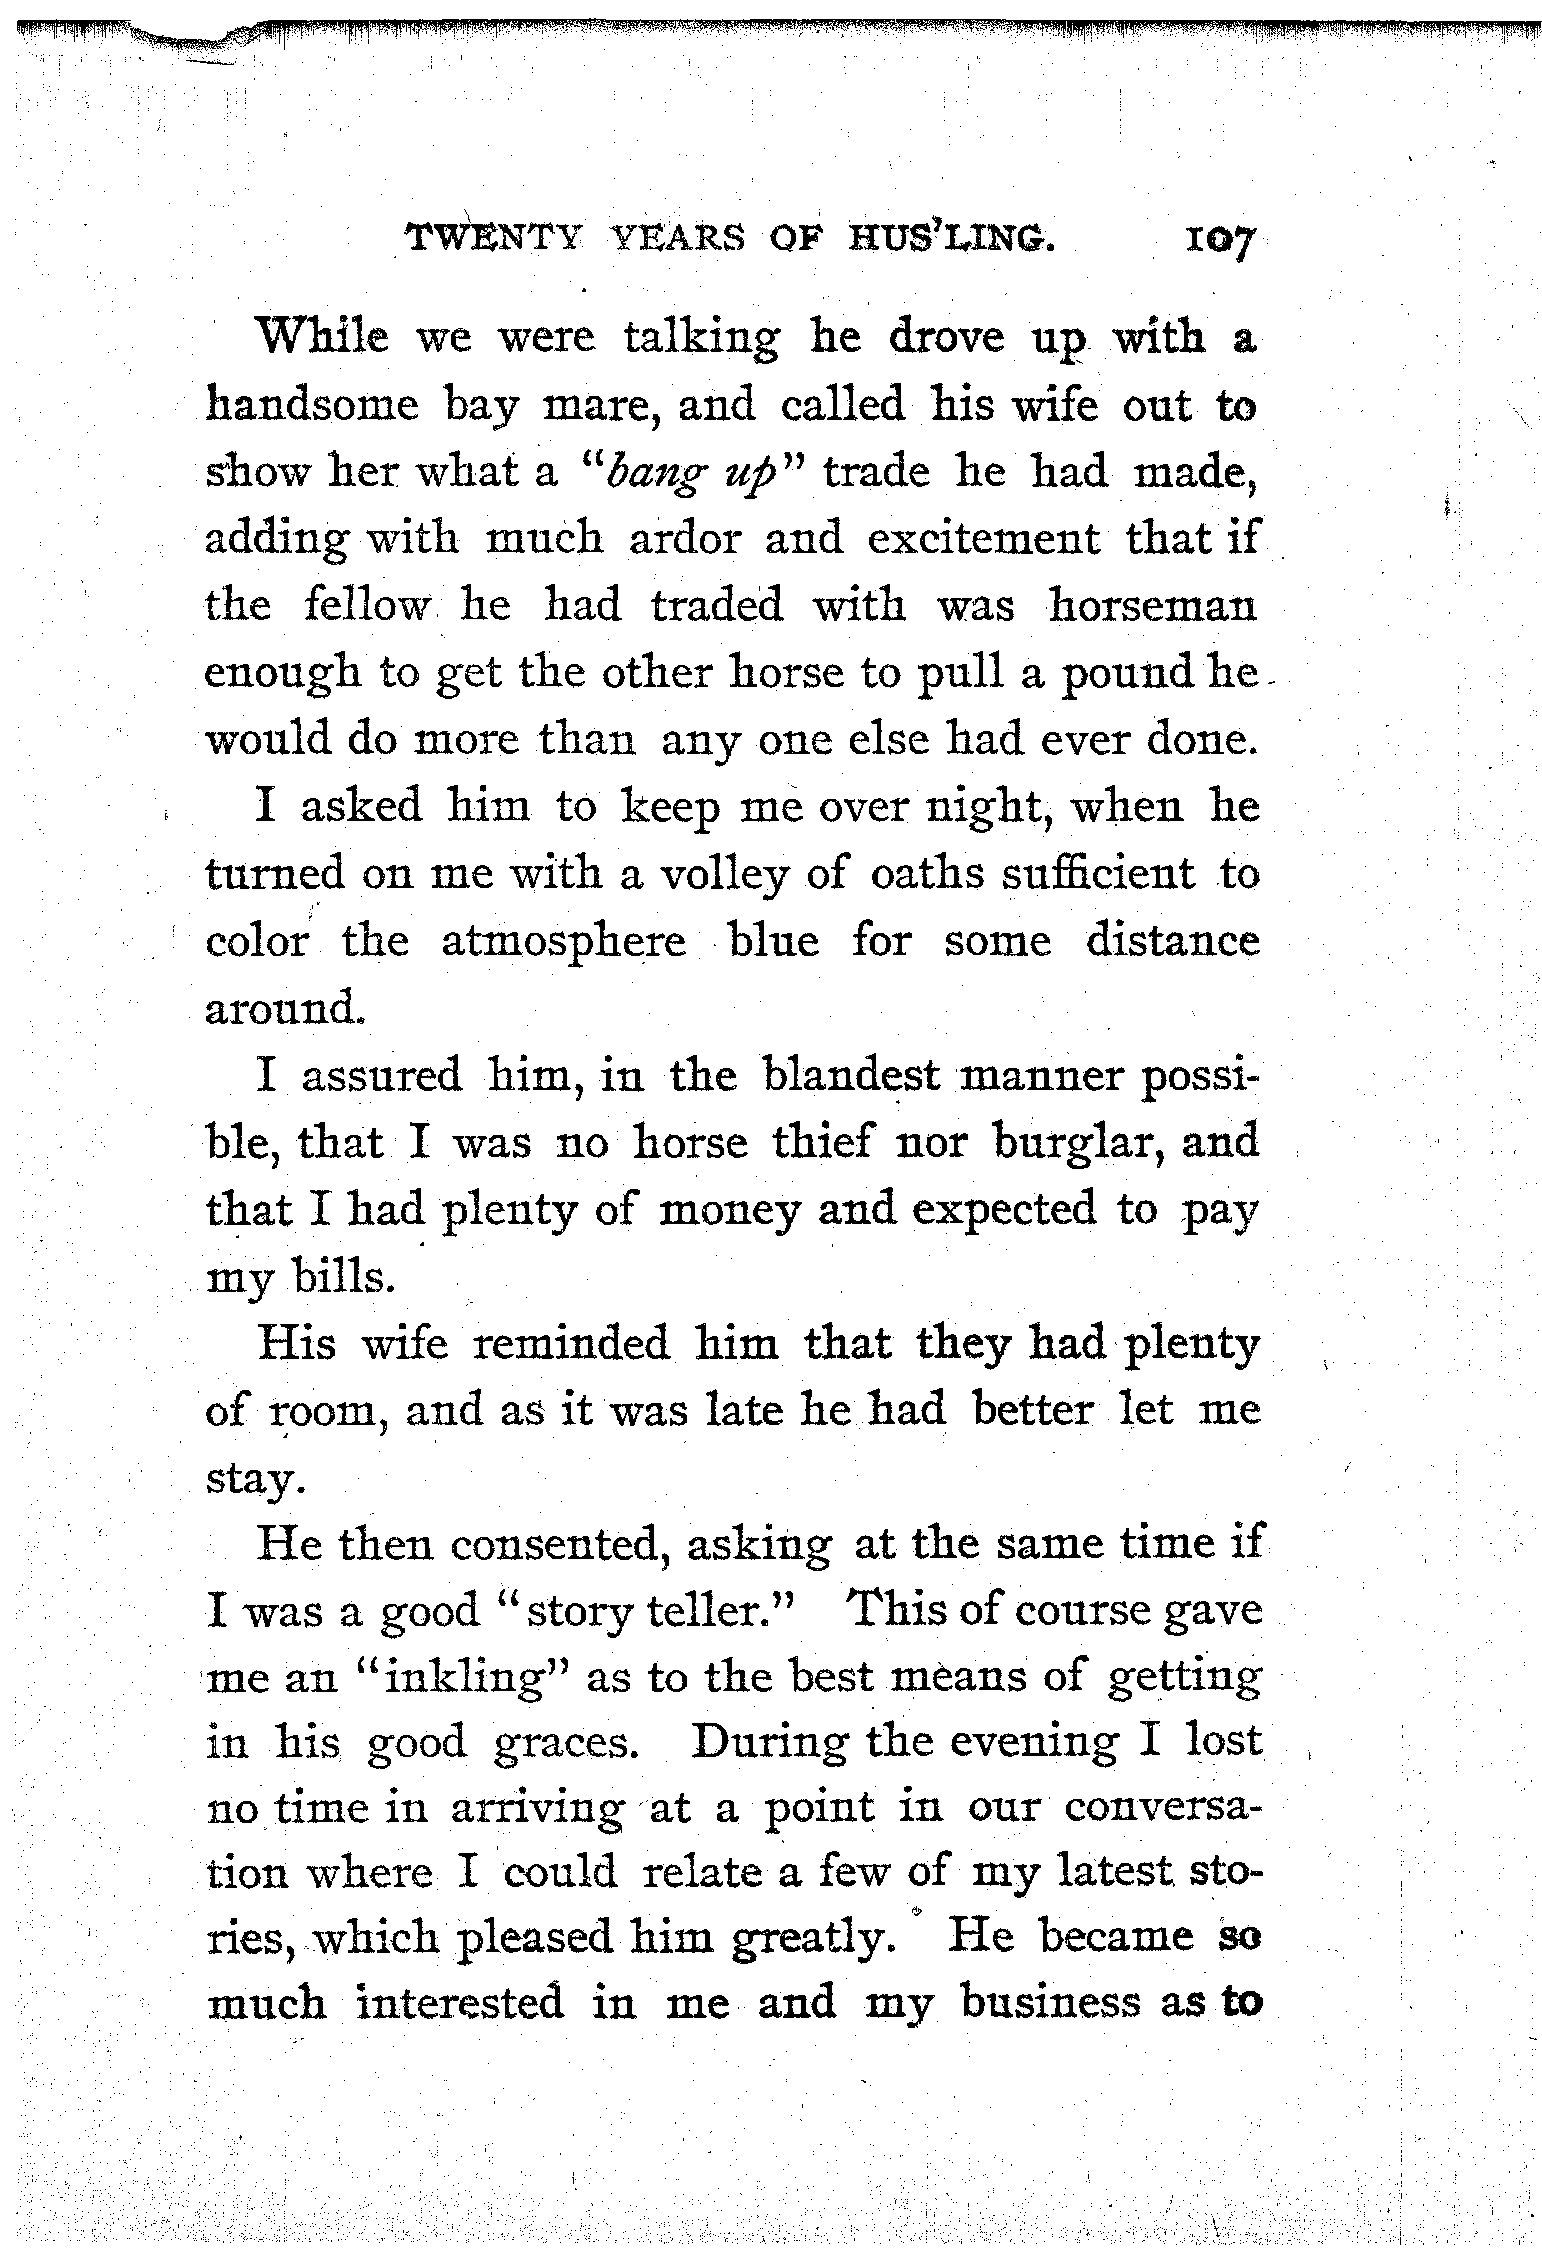 TWENTY YEARS OF HUS'LING. 107
While we were talking he drove up with a
handsome bay mare, and called his wife out to
show her what a "bang up" trade he had made,
adding with much ardor and excitement that if
the fellow he had traded with was horseman
enough to get the other horse to pull a pound he
would do more than any one else had ever done.
I asked him to keep me over night, when he
turned on me with a volley of oaths sufficient to
color the atmosphere blue for some distance
around.
I assured him, in the blandest manner possi-
ble, that I was no horse thief nor burglar, and
that I had plenty of money and expected to pay
my bills.
His wife reminded him that they had plenty
of room, and as it was late he had better let me
stay.
He then consented, asking at the same time if
I was a good "story teller." This of course gave
me an "inkling" as to the best means of getting
in his good graces. During the evening I lost
no time in arriving at a point in our conversa-
tion where I could relate a few of my latest sto-
ries, which pleased him greatly. He became so
much interested in me and my business as to